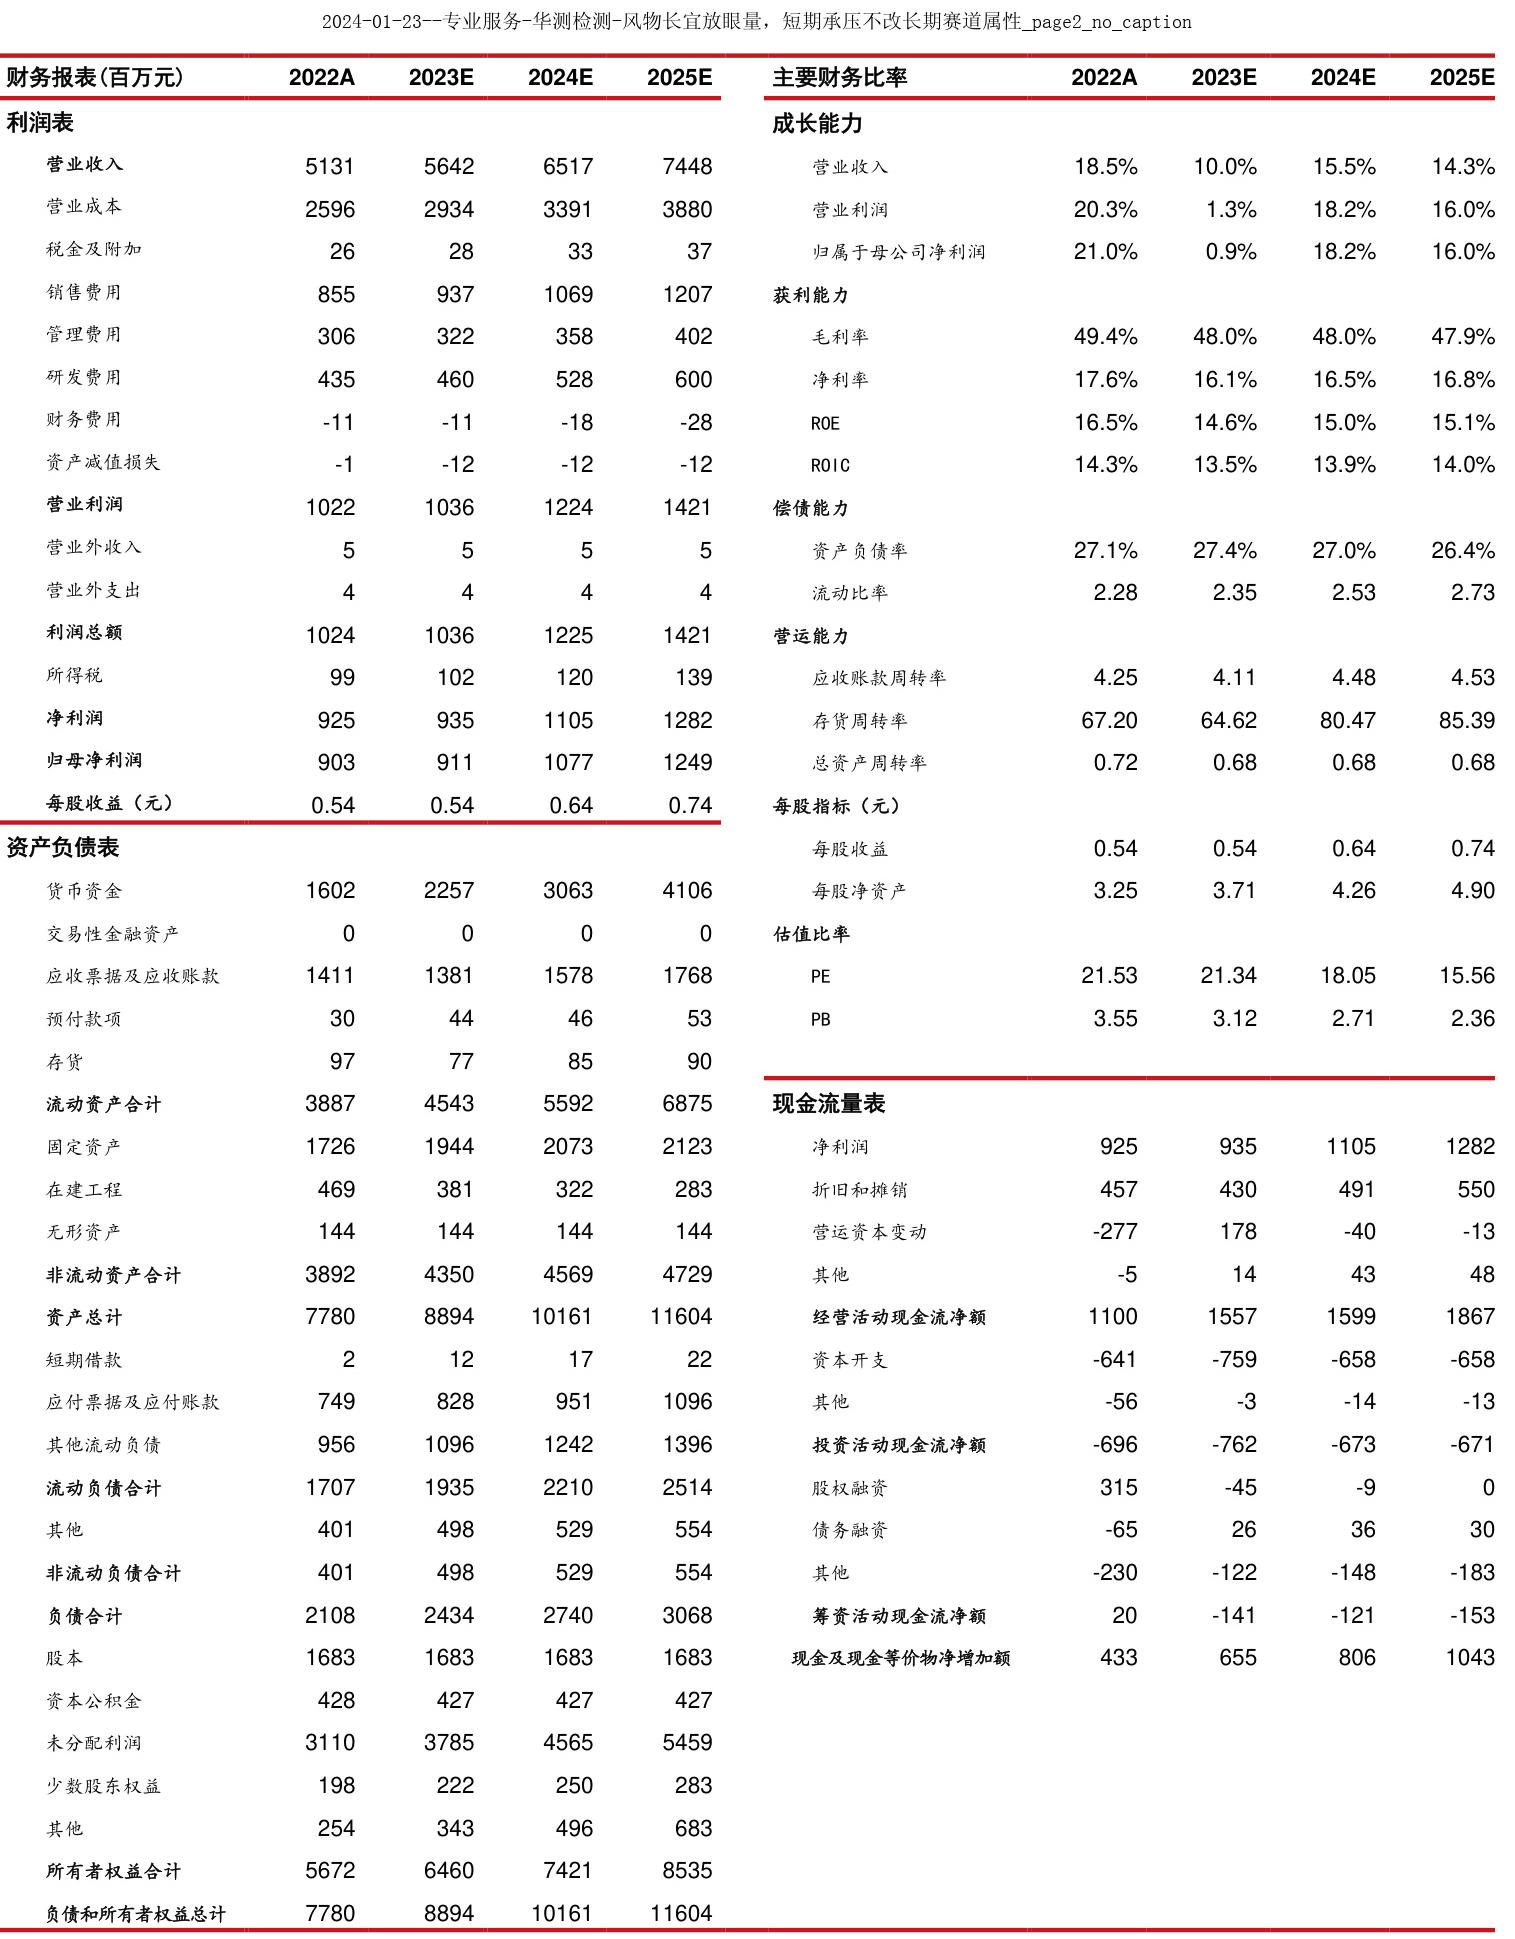 2024-01-23--专业服务-华测检测-风物长宜放眼量，短期承压不改长期赛道属性_page2_no_caption
财务报表(百万元) 2022A 2023E 2024E 2025E
利润表
营业收入 5131 5642 6517 7448
营业成本 2596 2934 3391 3880
税金及附加 26 28 33 37
销售费用 855 937 1069 1207
管理费用 306 322 358 402
研发费用 435 460 528 600
财务费用 -11 -11 -18 -28
资产减值损失 -1 -12 -12 -12
营业利润 1022 1036 1224 1421
营业外收入 5 5 5 5
营业外支出 4 4 4 4
利润总额 1024 1036 1225 1421
所得税 99 102 120 139
净利润 925 935 1105 1282
归母净利润 903 911 1077 1249
每股收益（元） 0.54 0.54 0.64 0.74
资产负债表
货币资金 1602 2257 3063 4106
交易性金融资产 0 0 0 0
应收票据及应收账款 1411 1381 1578 1768
预付款项 30 44 46 53
存货 97 77 85 90
流动资产合计 3887 4543 5592 6875
固定资产 1726 1944 2073 2123
在建工程 469 381 322 283
无形资产 144 144 144 144
非流动资产合计 3892 4350 4569 4729
资产总计 7780 8894 10161 11604
短期借款 2 12 17 22
应付票据及应付账款 749 828 951 1096
其他流动负债 956 1096 1242 1396
流动负债合计 1707 1935 2210 2514
其他 401 498 529 554
非流动负债合计 401 498 529 554
负债合计 2108 2434 2740 3068
股本 1683 1683 1683 1683
资本公积金 428 427 427 427
未分配利润 3110 3785 4565 5459
少数股东权益 198 222 250 283
其他 254 343 496 683
所有者权益合计 5672 6460 7421 8535
负债和所有者权益总计 7780 8894 10161 11604
主要财务比率 2022A 2023E 2024E 2025E
成长能力
营业收入 18.5% 10.0% 15.5% 14.3%
营业利润 20.3% 1.3% 18.2% 16.0%
归属于母公司净利润 21.0% 0.9% 18.2% 16.0%
获利能力
毛利率 49.4% 48.0% 48.0% 47.9%
净利率 17.6% 16.1% 16.5% 16.8%
ROE 16.5% 14.6% 15.0% 15.1%
ROIC 14.3% 13.5% 13.9% 14.0%
偿债能力
资产负债率 27.1% 27.4% 27.0% 26.4%
流动比率 2.28 2.35 2.53 2.73
营运能力
应收账款周转率 4.25 4.11 4.48 4.53
存货周转率 67.20 64.62 80.47 85.39
总资产周转率 0.72 0.68 0.68 0.68
每股指标（元）
每股收益 0.54 0.54 0.64 0.74
每股净资产 3.25 3.71 4.26 4.90
估值比率
PE 21.53 21.34 18.05 15.56
PB 3.55 3.12 2.71 2.36
现金流量表
净利润 925 935 1105 1282
折旧和摊销 457 430 491 550
营运资本变动 -277 178 -40 -13
其他 -5 14 43 48
经营活动现金流净额 1100 1557 1599 1867
资本开支 -641 -759 -658 -658
其他 -56 -3 -14 -13
投资活动现金流净额 -696 -762 -673 -671
股权融资 315 -45 -9 0
债务融资 -65 26 36 30
其他 -230 -122 -148 -183
筹资活动现金流净额 20 -141 -121 -153
现金及现金等价物净增加额 433 655 806 1043